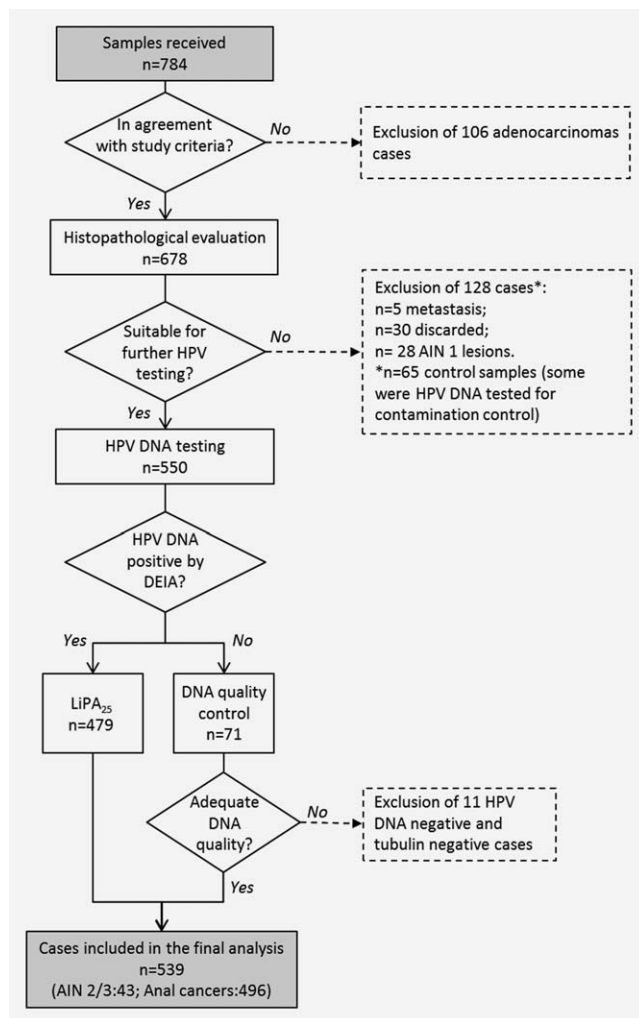 Samples received
n=784
In agreement
with study criteria?
No
Exclusion of 106 adenocarcinomas
cases
Yes
Histopathological evaluation
n=678
Suitable for
further HPV
testing?
No
Exclusion of 128 cases*:
n=5 metastasis;
n=30 discarded;
n= 28 AIN 1 lesions.
*n=65 control samples (some
were HPV DNA tested for
contamination control)
Yes
HPV DNA testing
n=550
HPV DNA
positive by
DEIA?
Yes
No
LiPA₂₅
n=479
DNA quality
control
n=71
Adequate
DNA
quality?
No
Exclusion of 11 HPV
DNA negative and
tubulin negative cases
Yes
Cases included in the final analysis
n=539
(AIN 2/3:43; Anal cancers:496)